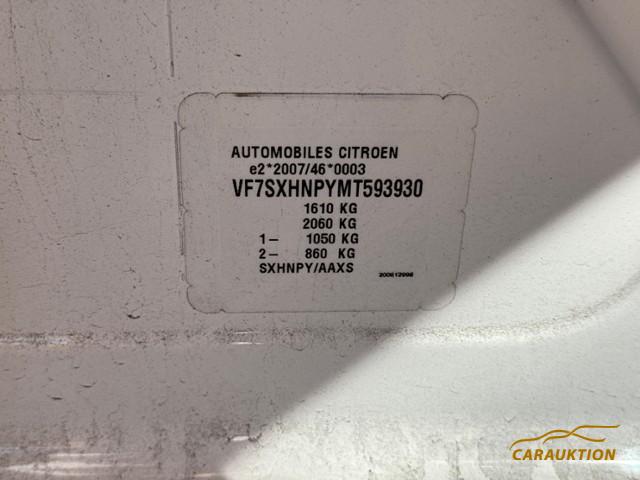 AUTOMOBILES CITROEN
e2*2007/46*0003
VF7SXHNPYMT593930
1610 KG
2060 KG
1– 1050 KG
2– 860 KG
SXHNPY/AAXS
CARAUKTION